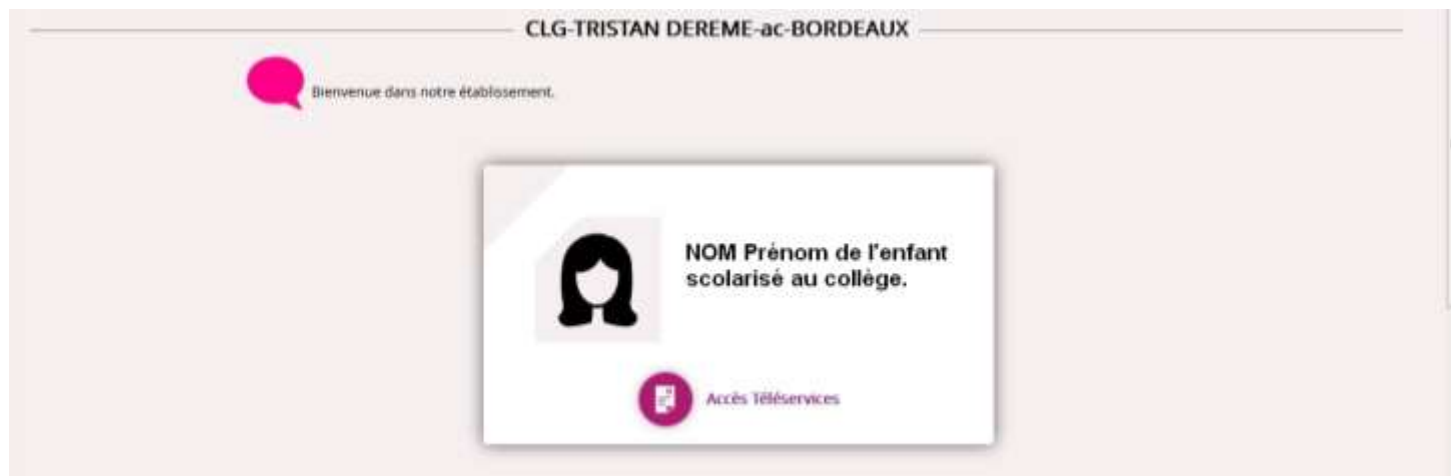 CLG-TRISTAN DEREME-ac-BORDEAUX
Bienvenue dans notre établissement.
NOM Prénom de l'enfant
scolarisé au collège.
Accès Téléservices